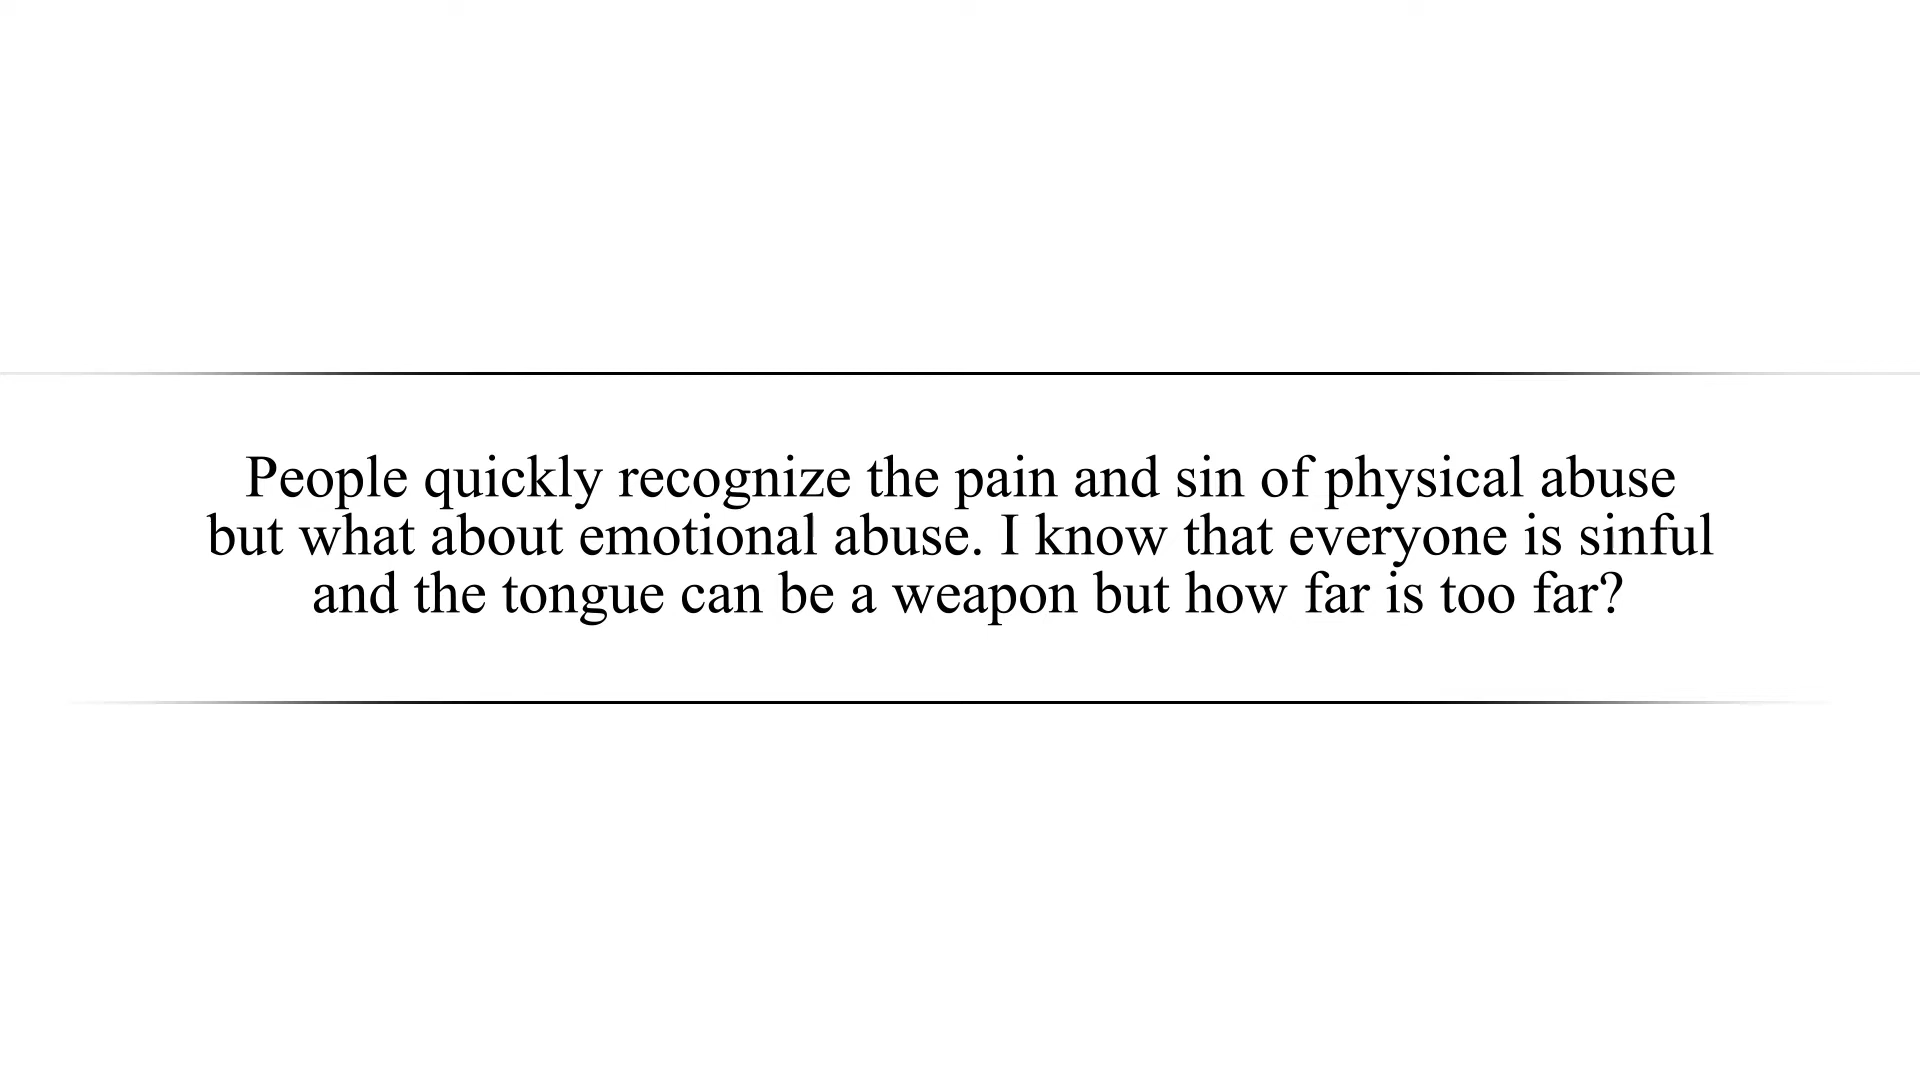 People quickly recognize the pain and sin of physical abuse
but what about emotional abuse. I know that everyone is sinful
and the tongue can be a weapon but how far is too far?